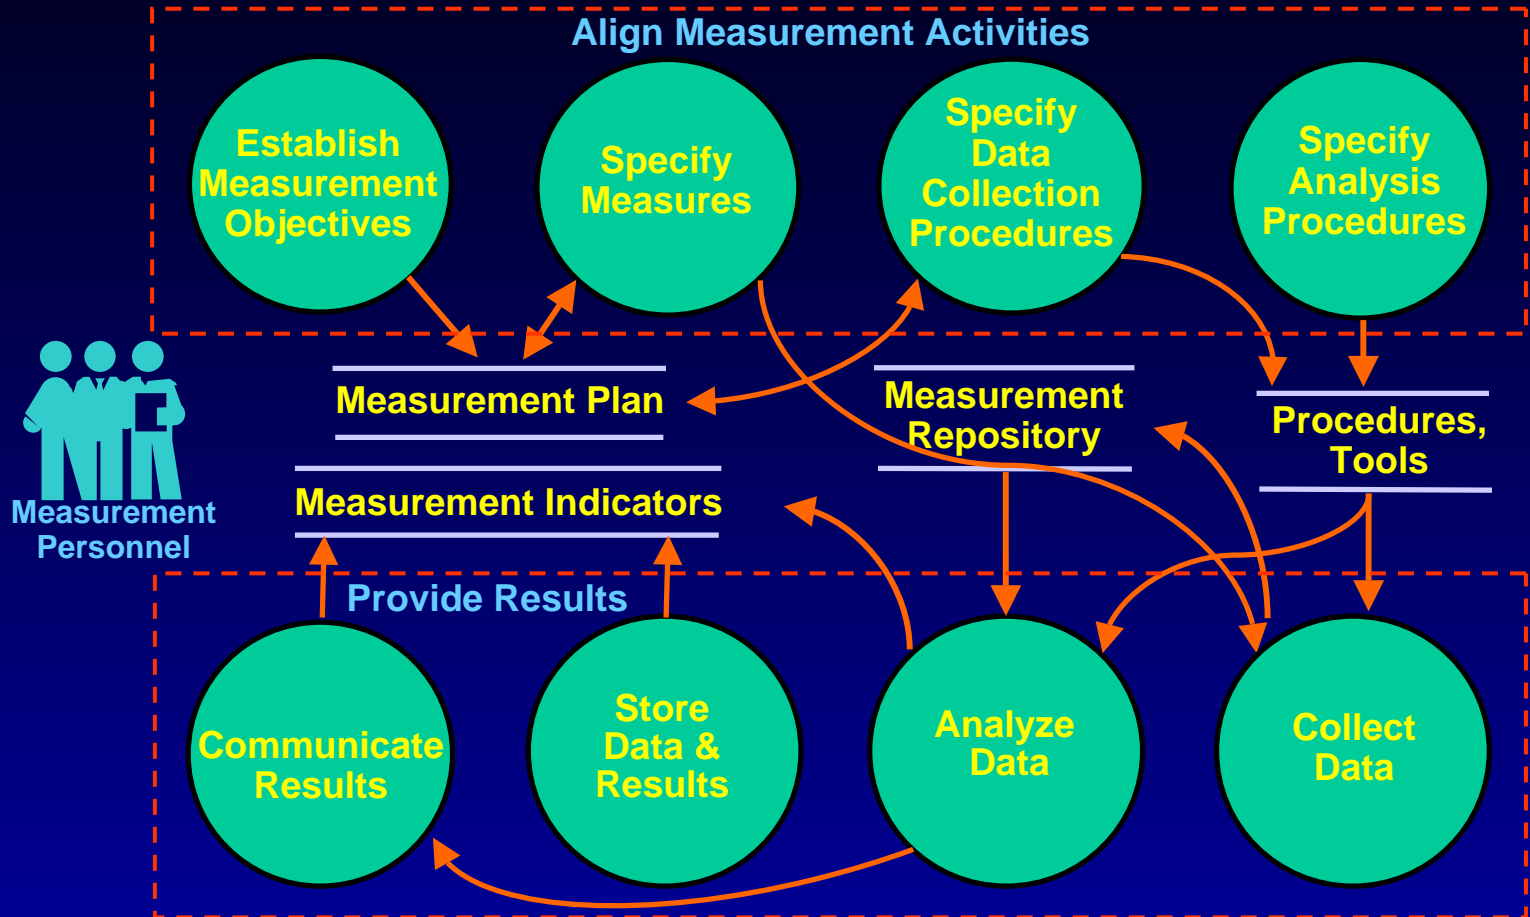 Align Measurement Activities
Establish
Measurement
Objectives
Specify
Measures
Specify
Data
Collection
Procedures
Specify
Analysis
Procedures
Measurement Plan
Measurement
Repository
Procedures,
Tools
Measurement Indicators
Measurement
Personnel
Provide Results
Communicate
Results
Store
Data &
Results
Analyze
Data
Collect
Data